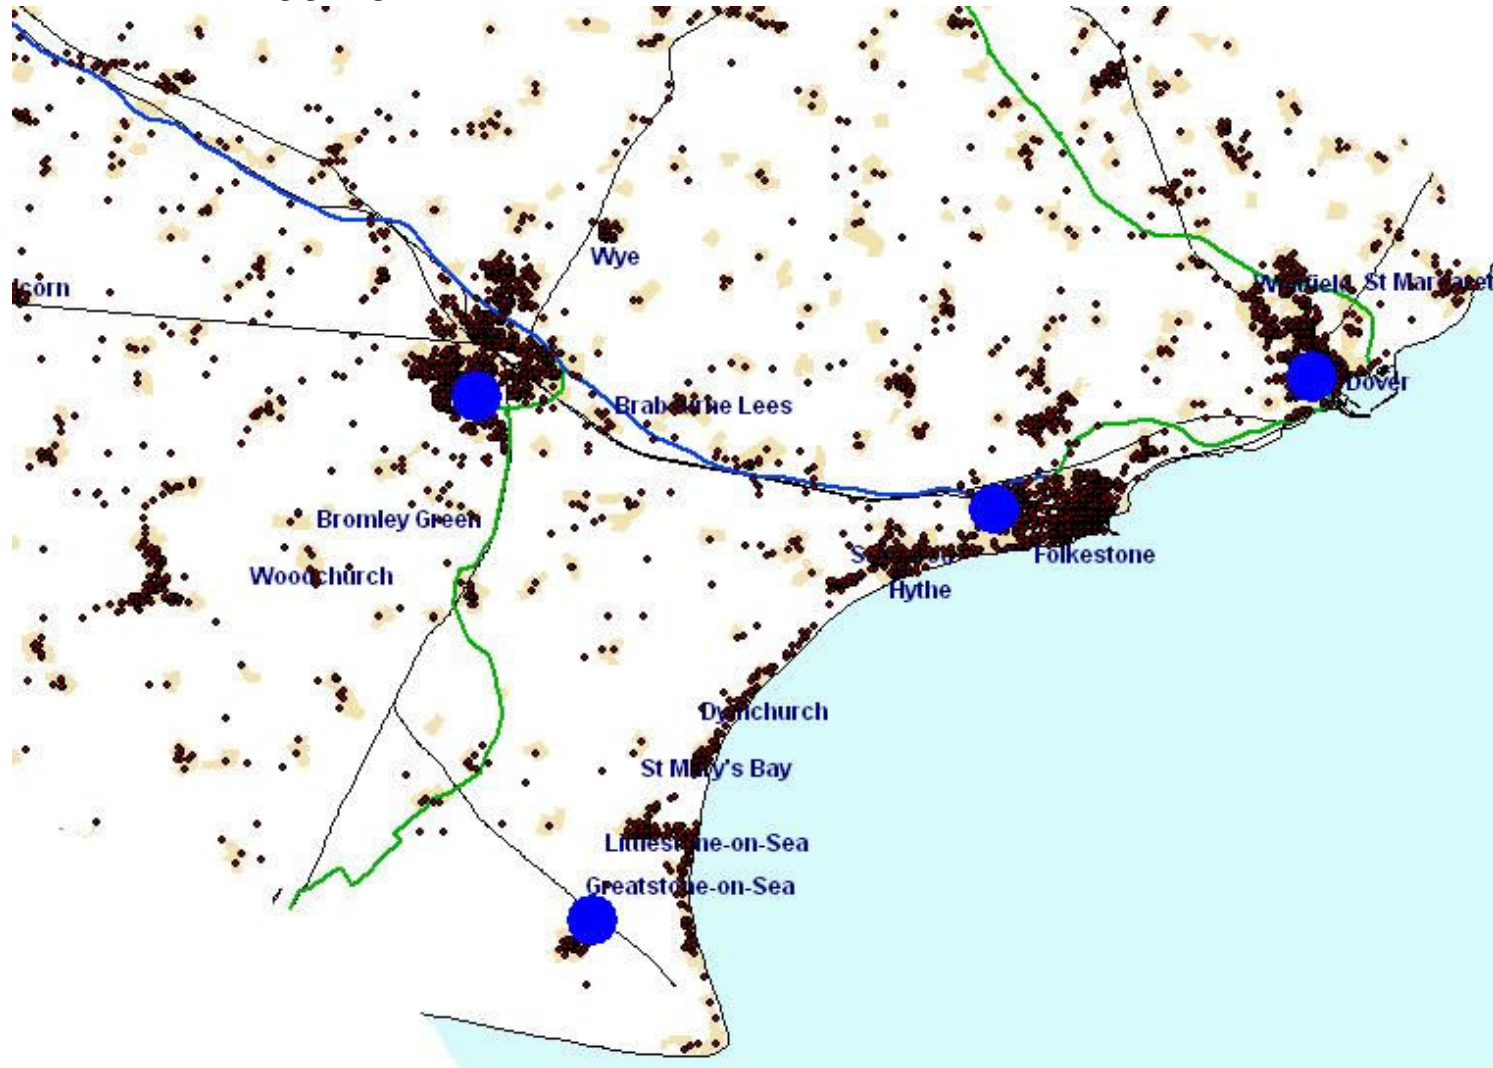 Wye
lcorn
St Margaret
Dover
Brabourne Lees
Bromley Green
Folkestone
Woodchurch
Hythe
Dymchurch
St Mary's Bay
Littlestone-on-Sea
Greatstone-on-Sea